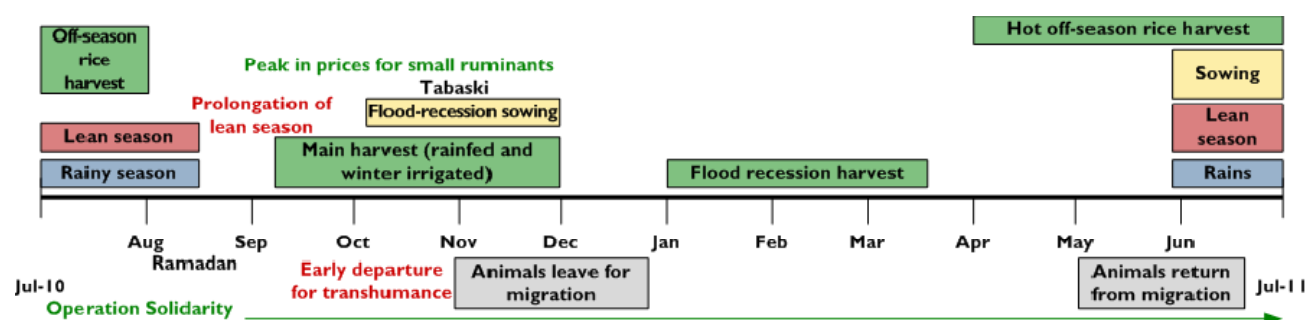 Off-season
rice
harvest
Hot off-season rice harvest
Peak in prices for small ruminants
Tabaski
Sowing
Prolongation of
lean season
Flood-recession sowing
Lean season
Main harvest (rainfed and
winter irrigated)
Lean
season
Rainy season
Flood recession harvest
Rains
Aug
Sep
Oct
Nov
Dec
Jan
Feb
Mar
Apr
May
Jun
Ramadan
Early departure
for transhumance
Animals leave for
migration
Animals return
from migration
Jul-10
Jul-11
Operation Solidarity